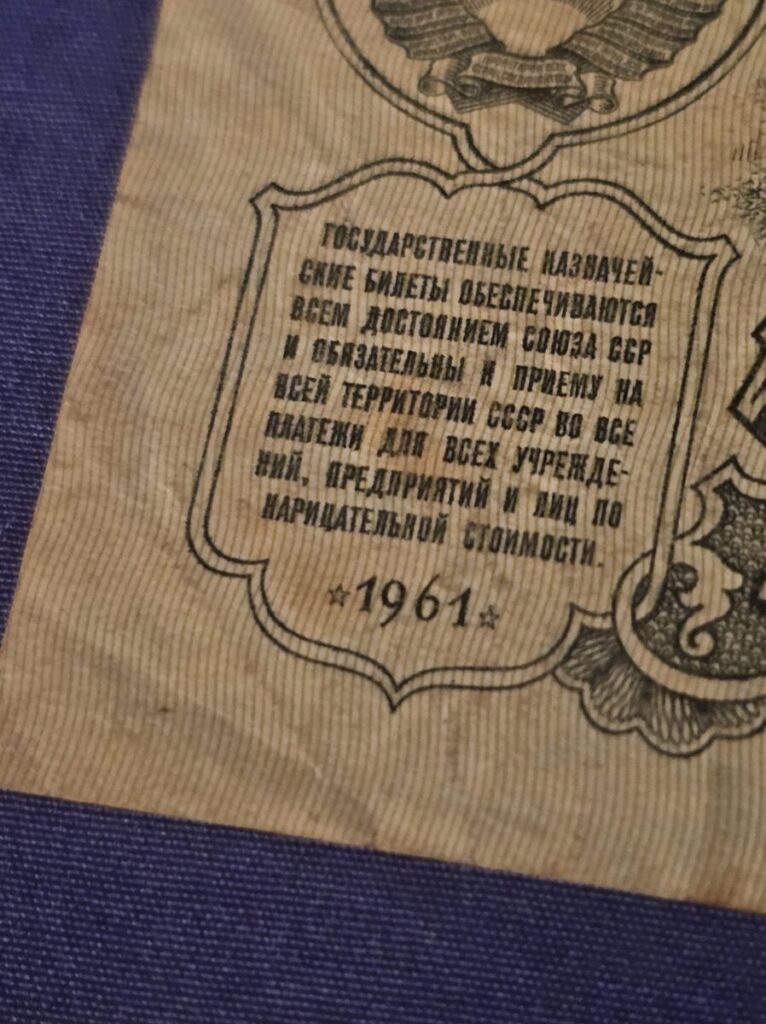 ГОСУДАРСТВЕННЫЕ КАЗНАЧЕЙ-
СКИЕ БИЛЕТЫ ОБЕСПЕЧИВАЮТСЯ
ВСЕМ ДОСТОЯНИЕМ СОЮЗА ССР
И ОБЯЗАТЕЛЬНЫ К ПРИЕМУ НА
ВСЕЙ ТЕРРИТОРИИ СССР ВО ВСЕ
ПЛАТЕЖИ ДЛЯ ВСЕХ УЧРЕЖДЕ-
НИЙ, ПРЕДПРИЯТИЙ И ЛИЦ ПО
НАРИЦАТЕЛЬНОЙ СТОИМОСТИ.
☆1961☆